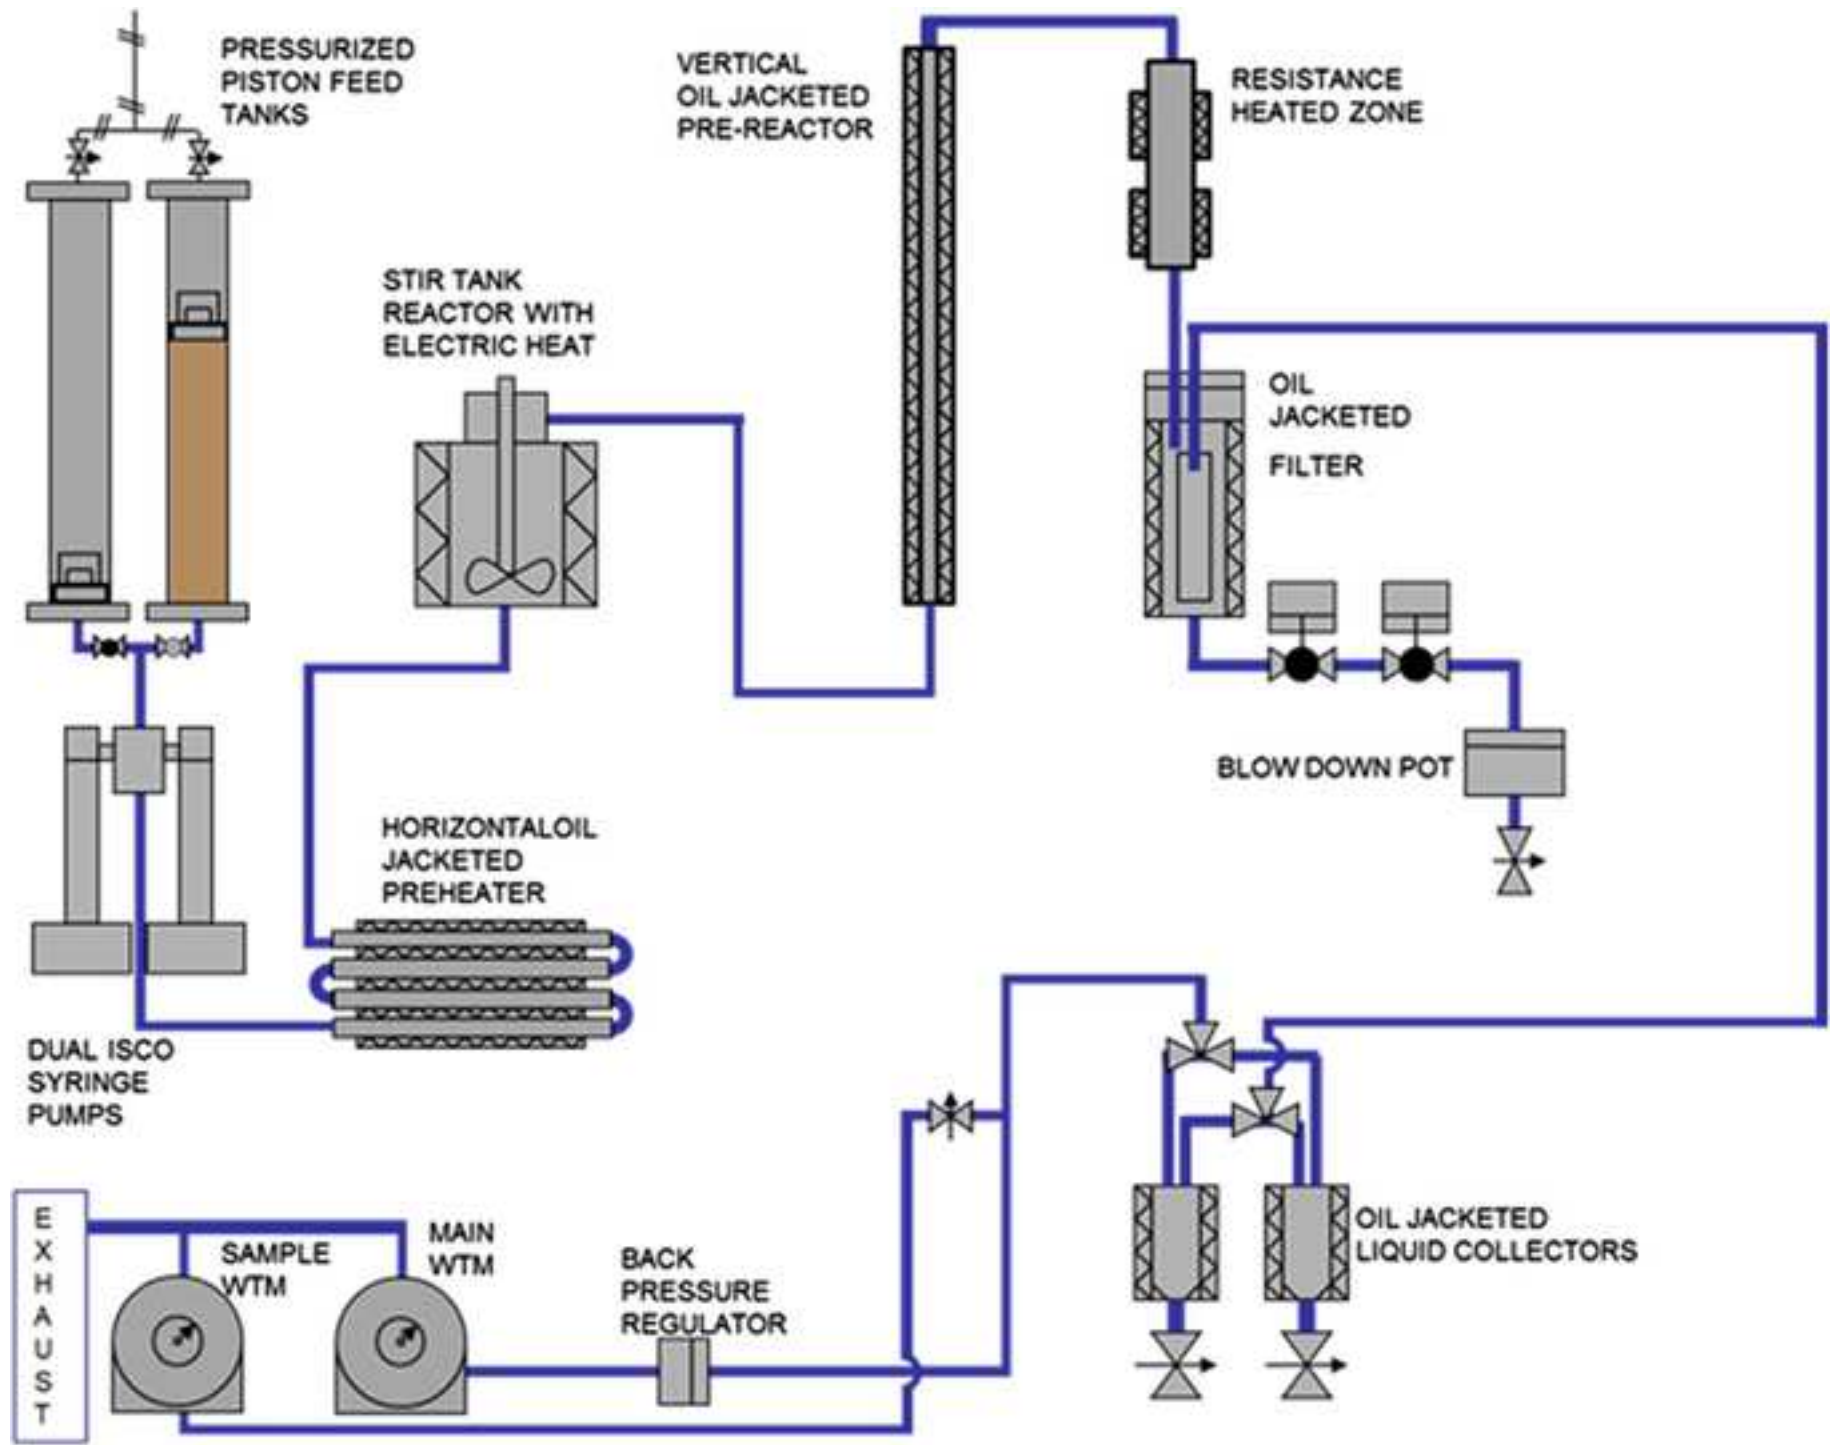 PRESSURIZED
PISTON FEED
TANKS
VERTICAL
OIL JACKETED
PRE-REACTOR
RESISTANCE
HEATED ZONE
STIR TANK
REACTOR WITH
ELECTRIC HEAT
OIL
JACKETED
FILTER
BLOW DOWN POT
HORIZONTALOIL
JACKETED
PREHEATER
DUAL ISCO
SYRINGE
PUMPS
EXHAUST
SAMPLE
WTM
MAIN
WTM
BACK
PRESSURE
REGULATOR
OIL JACKETED
LIQUID COLLECTORS